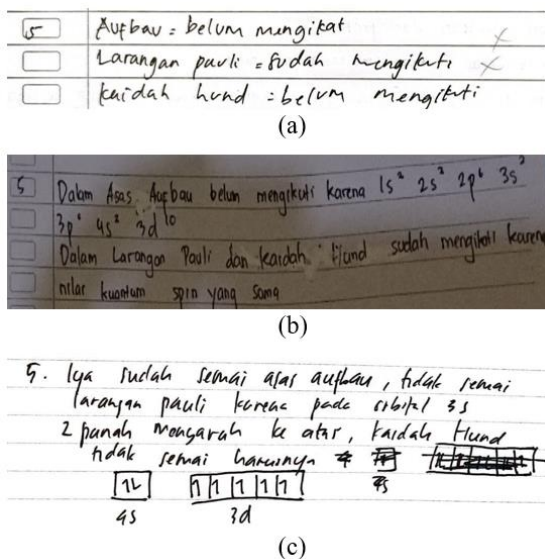 5 Aufbau = belum mengikat
Larangan pauli = sudah mengikuti
kaidah hund = belum mengikuti
(a)
5 Dalam Asas Aufbau belum mengikuti karena 1s² 2s² 2p⁶ 3s²
3p⁶ 4s² 3d¹⁰
Dalam Larangan Pauli dan kaidah Hund sudah mengikuti karena
nilai kuantum spin yang sama
(b)
5. Iya sudah semai asas aufbau, tidak semai
larangan pauli karena pada orbital 3s
2 panah mengarah ke atas, kaidah Hund
tidak semai harusnya
4s 3d
(c)